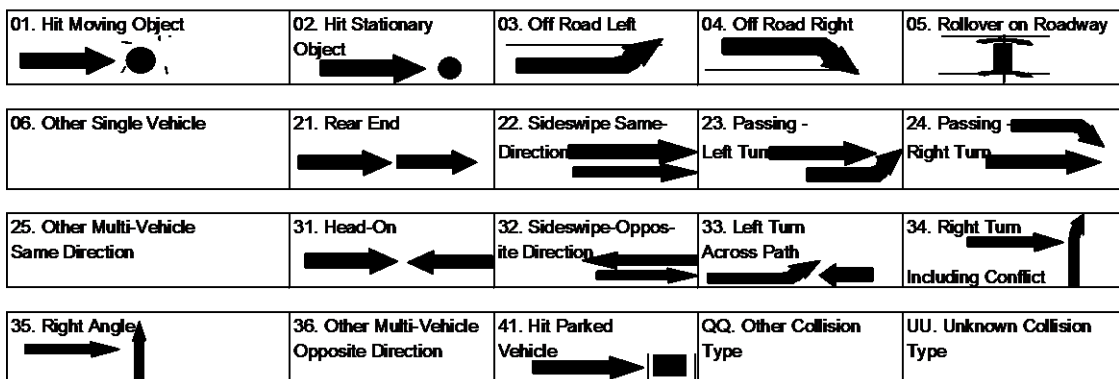 01. Hit Moving Object
02. Hit Stationary
Object
03. Off Road Left
04. Off Road Right
05. Rollover on Roadway
06. Other Single Vehicle
21. Rear End
22. Sideswipe Same-
Direction
23. Passing -
Left Turn
24. Passing -
Right Turn
25. Other Multi-Vehicle
Same Direction
31. Head-On
32. Sideswipe-Oppos-
ite Direction
33. Left Turn
Across Path
34. Right Turn
Including Conflict
35. Right Angle
36. Other Multi-Vehicle
Opposite Direction
41. Hit Parked
Vehicle
QQ. Other Collision
Type
UU. Unknown Collision
Type